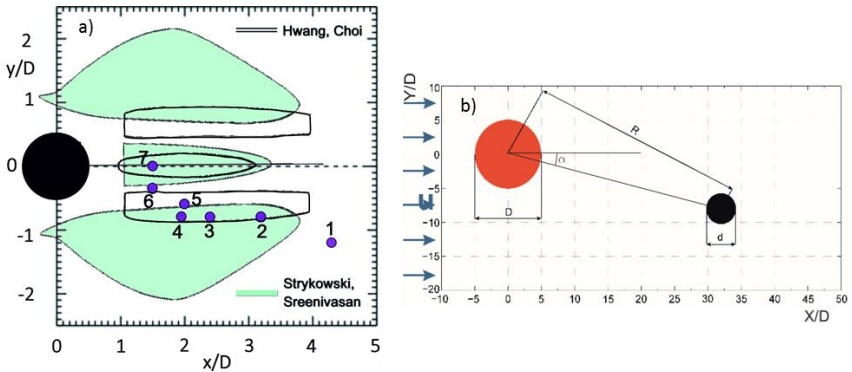 a)
Hwang, Choi
2
y/D
1
0
-1
-2
7
6
5
4
3
2
1
Strykowski,
Sreenivasan
0
1
2
3
4
5
x/D
b)
Y/D
10
5
0
-5
-10
-15
-20
R
α
D
d
-10
-5
0
5
10
15
20
25
30
35
40
45
50
X/D